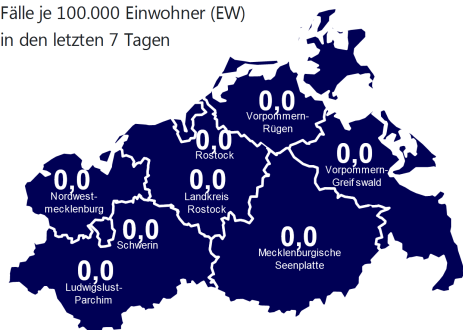 Fälle je 100.000 Einwohner (EW)
in den letzten 7 Tagen
0,0
Vorpommern-
Rügen
0,0
Rostock
0,0
Vorpommern-
Greifswald
0,0
Nordwest-
mecklenburg
0,0
Landkreis
Rostock
0,0
Schwerin
0,0
Mecklenburgische
Seenplatte
0,0
Ludwigslust-
Parchim